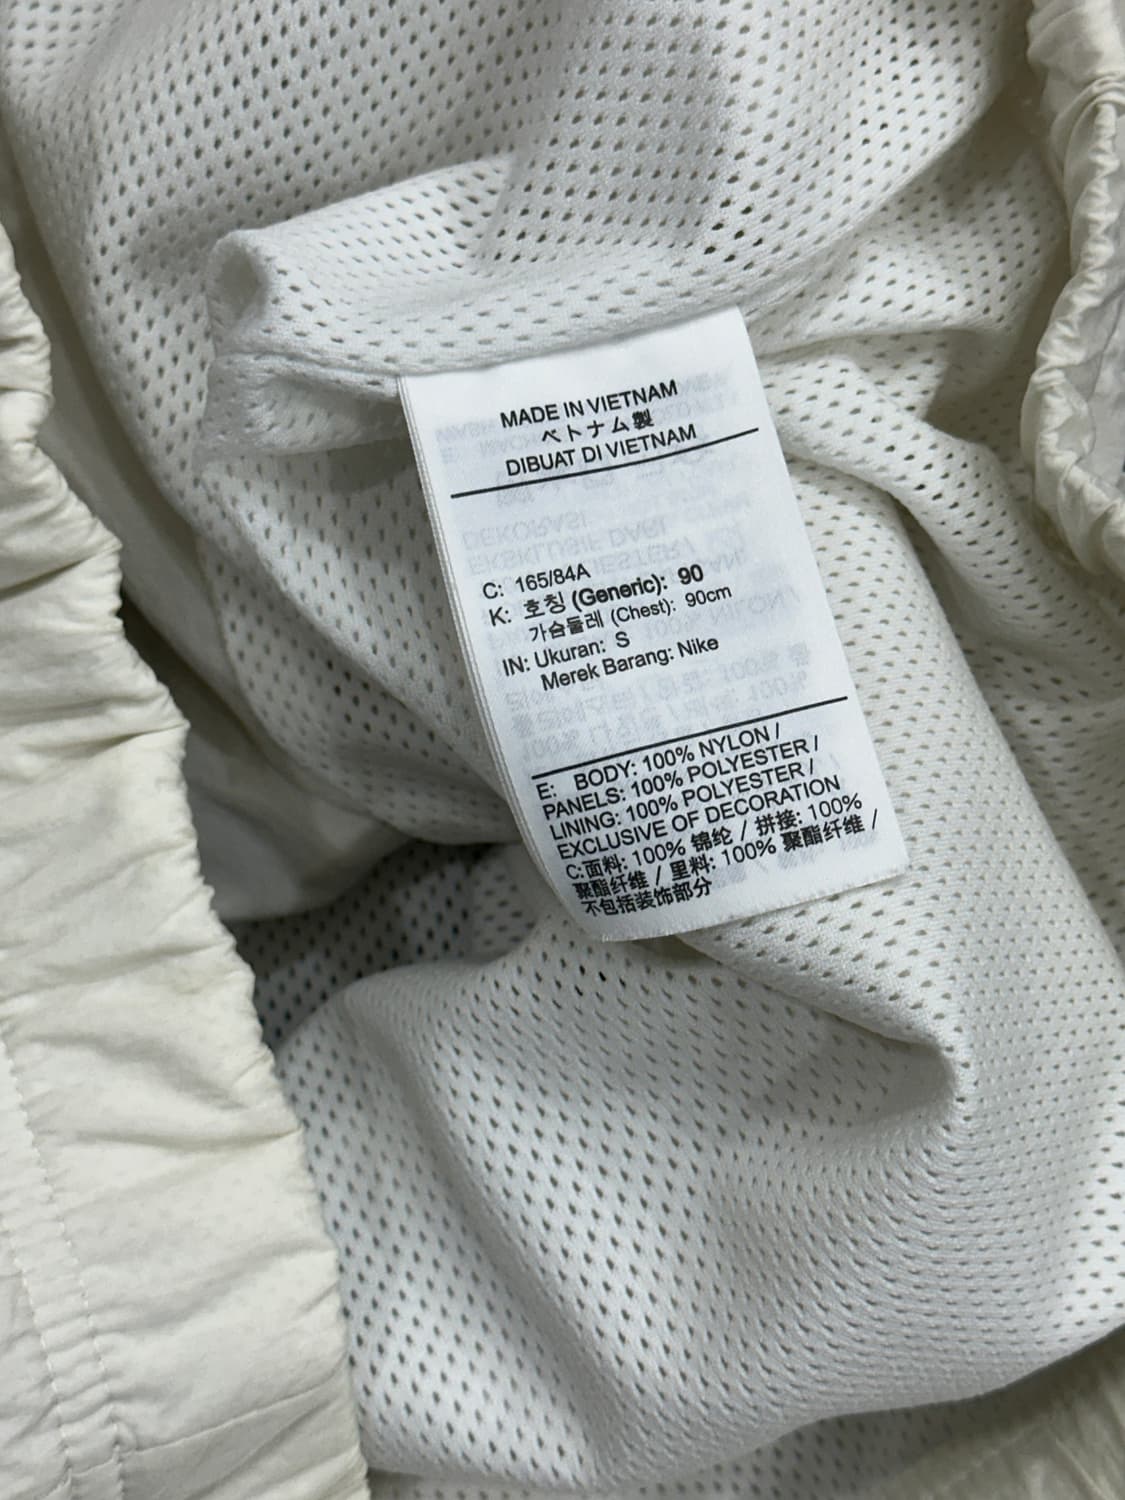 MADE IN VIETNAM
ベトナム製
DIBUAT DI VIETNAM
C: 165/84A
K: 호칭 (Generic): 90
가슴둘레 (Chest): 90cm
IN: Ukuran: S
Merek Barang: Nike
E: BODY: 100% NYLON /
PANELS: 100% POLYESTER /
LINING: 100% POLYESTER /
EXCLUSIVE OF DECORATION
C:面料: 100% 锦纶 / 拼接: 100%
聚酯纤维 / 里料: 100% 聚酯纤维 /
不包括装饰部分